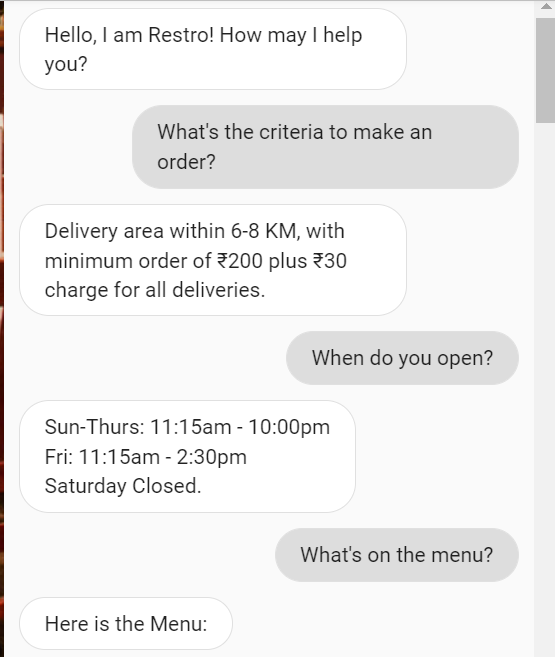 Hello, I am Restro! How may I help
you?
What's the criteria to make an
order?
Delivery area within 6-8 KM, with
minimum order of ₹200 plus ₹30
charge for all deliveries.
When do you open?
Sun-Thurs: 11:15am - 10:00pm
Fri: 11:15am - 2:30pm
Saturday Closed.
What's on the menu?
Here is the Menu: